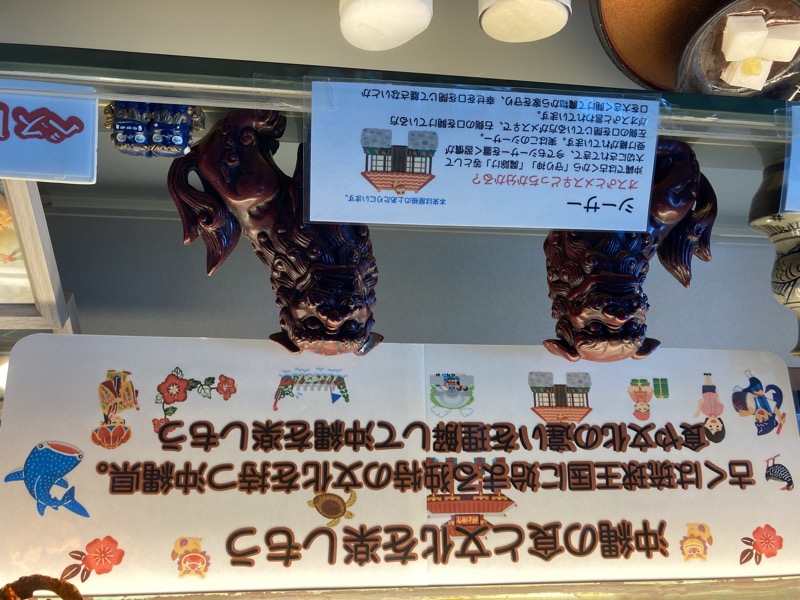 沖縄の食と文化を楽しもう
古くは琉球王国に始まる独特の文化を持つ沖縄県。
食や文化の違いを理解して沖縄を楽しもう
シーサー
本来は屋根の上あたりにいます。
オス♂とメス♀どっちか分かる?
沖縄では古くから「守り神」「魔除け」等として
大切にされてきて、今でもシーサーを置く習慣が
受け継がれています。実はこのシーサー。
左側の口を閉じている方がメス♀で、右側の口を開けている方
がオス♂と言われています。
口を大きく開けて魔物から家を守り、幸せを口を閉じて離さないとか
ベスト